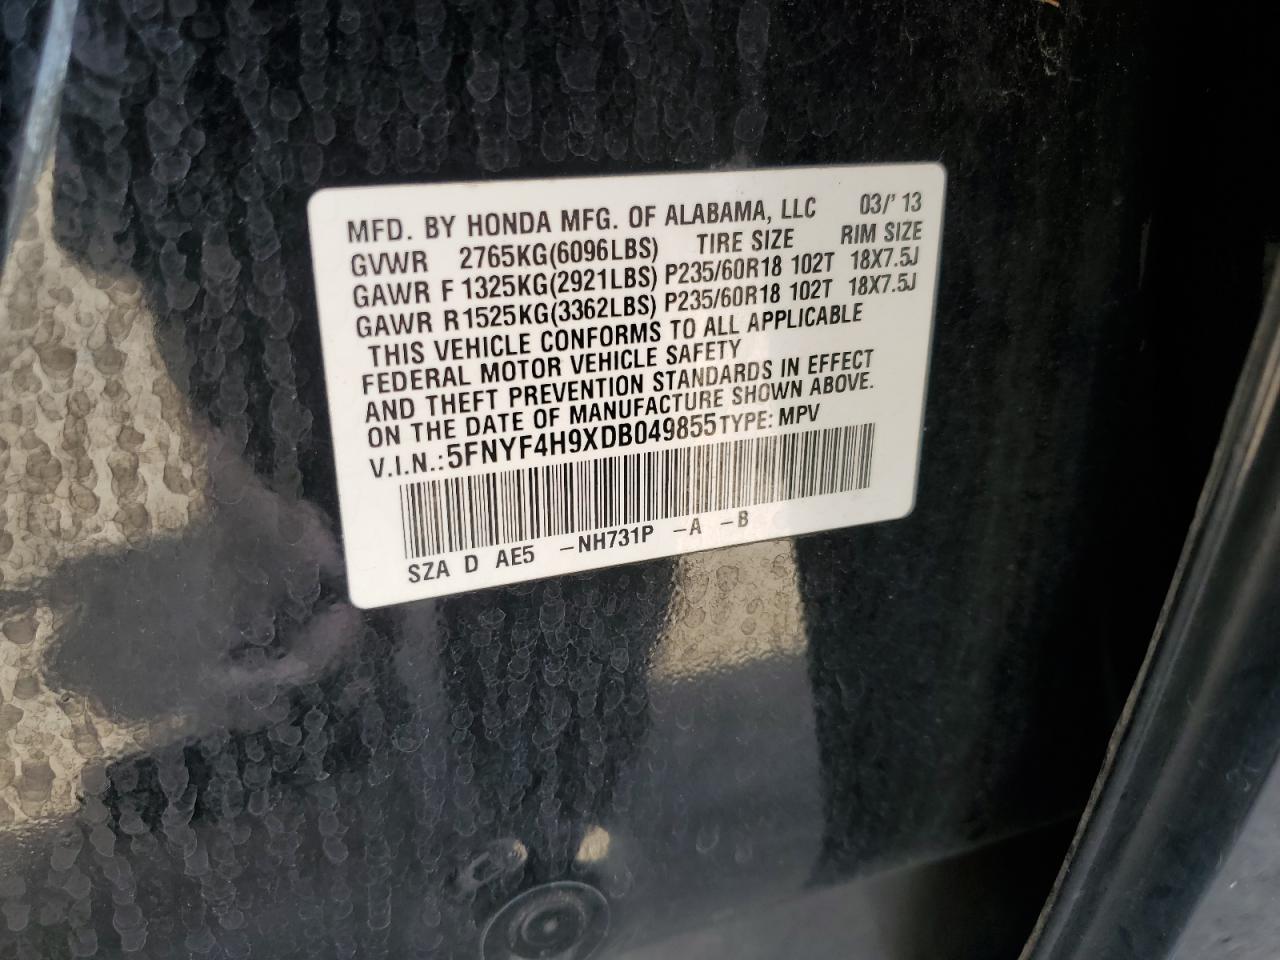 MFD. BY HONDA MFG. OF ALABAMA, LLC 03/'13
GVWR 2765KG(6096LBS) TIRE SIZE RIM SIZE
GAWR F 1325KG(2921LBS) P235/60R18 102T 18X7.5J
GAWR R1525KG(3362LBS) P235/60R18 102T 18X7.5J
THIS VEHICLE CONFORMS TO ALL APPLICABLE
FEDERAL MOTOR VEHICLE SAFETY
AND THEFT PREVENTION STANDARDS IN EFFECT
ON THE DATE OF MANUFACTURE SHOWN ABOVE.
V.I.N.:5FNYF4H9XDB049855 TYPE: MPV
SZA D AE5 -NH731P -A -B